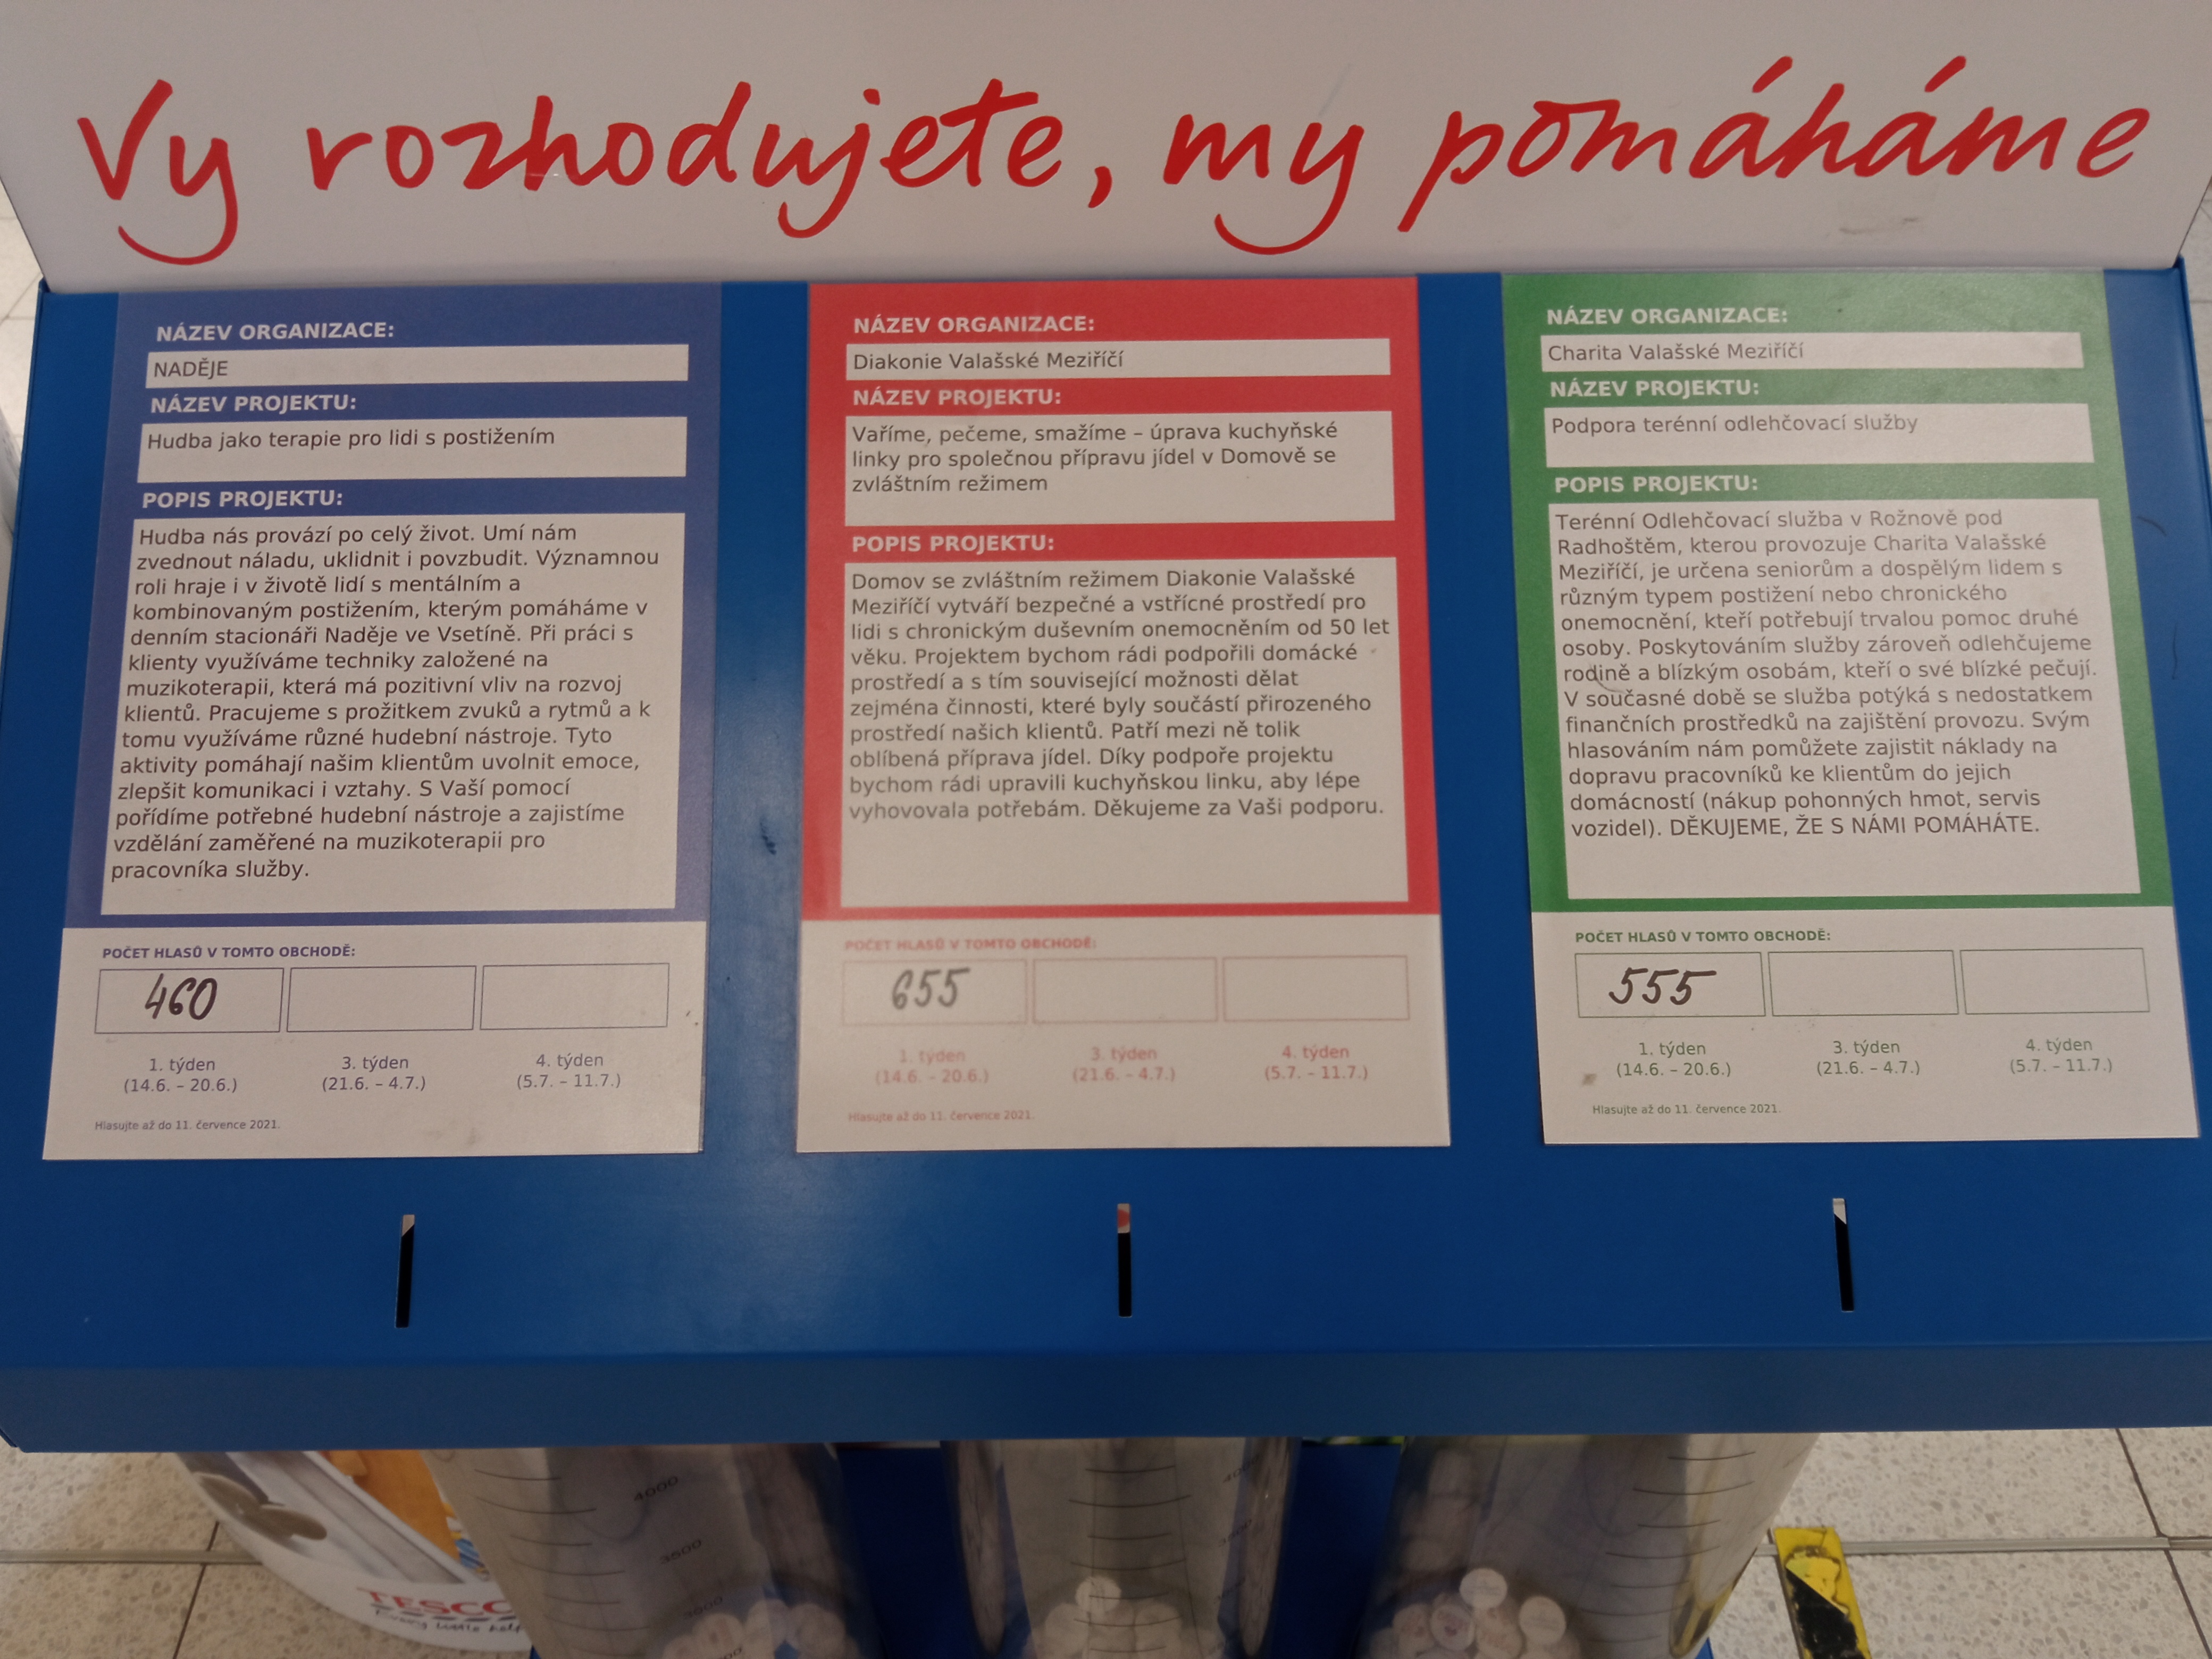 Vy rozhodujete, my pomáháme
NÁZEV ORGANIZACE:
NADĚJE
NÁZEV PROJEKTU:
Hudba jako terapie pro lidi s postižením
POPIS PROJEKTU:
Hudba nás provází po celý život. Umí nám
zvednout náladu, uklidnit i povzbudit. Významnou
roli hraje i v životě lidí s mentálním a
kombinovaným postižením, kterým pomáháme v
denním stacionáři Naděje ve Vsetíně. Při práci s
klienty využíváme techniky založené na
muzikoterapii, která má pozitivní vliv na rozvoj
klientů. Pracujeme s prožitkem zvuků a rytmů a k
tomu využíváme různé hudební nástroje. Tyto
aktivity pomáhají našim klientům uvolnit emoce,
zlepšit komunikaci i vztahy. S Vaší pomocí
pořídíme potřebné hudební nástroje a zajistíme
vzdělání zaměřené na muzikoterapii pro
pracovníka služby.
POČET HLASŮ V TOMTO OBCHODĚ:
460
1. týden
(14.6. – 20.6.)
3. týden
(21.6. – 4.7.)
4. týden
(5.7. – 11.7.)
Hlasujte až do 11. července 2021.
NÁZEV ORGANIZACE:
Diakonie Valašské Meziříčí
NÁZEV PROJEKTU:
Vaříme, pečeme, smažíme – úprava kuchyňské
linky pro společnou přípravu jídel v Domově se
zvláštním režimem
POPIS PROJEKTU:
Domov se zvláštním režimem Diakonie Valašské
Meziříčí vytváří bezpečné a vstřícné prostředí pro
lidi s chronickým duševním onemocněním od 50 let
věku. Projektem bychom rádi podpořili domácké
prostředí a s tím související možnosti dělat
zejména činnosti, které byly součástí přirozeného
prostředí našich klientů. Patří mezi ně tolik
oblíbená příprava jídel. Díky podpoře projektu
bychom rádi upravili kuchyňskou linku, aby lépe
vyhovovala potřebám. Děkujeme za Vaši podporu.
POČET HLASŮ V TOMTO OBCHODĚ:
655
1. týden
(14.6. – 20.6.)
3. týden
(21.6. – 4.7.)
4. týden
(5.7. – 11.7.)
Hlasujte až do 11. července 2021.
NÁZEV ORGANIZACE:
Charita Valašské Meziříčí
NÁZEV PROJEKTU:
Podpora terénní odlehčovací služby
POPIS PROJEKTU:
Terénní Odlehčovací služba v Rožnově pod
Radhoštěm, kterou provozuje Charita Valašské
Meziříčí, je určena seniorům a dospělým lidem s
různým typem postižení nebo chronického
onemocnění, kteří potřebují trvalou pomoc druhé
osoby. Poskytováním služby zároveň odlehčujeme
rodině a blízkým osobám, kteří o své blízké pečují.
V současné době se služba potýká s nedostatkem
finančních prostředků na zajištění provozu. Svým
hlasováním nám pomůžete zajistit náklady na
dopravu pracovníků ke klientům do jejich
domácností (nákup pohonných hmot, servis
vozidel). DĚKUJEME, ŽE S NÁMI POMÁHÁTE.
POČET HLASŮ V TOMTO OBCHODĚ:
555
1. týden
(14.6. – 20.6.)
3. týden
(21.6. – 4.7.)
4. týden
(5.7. – 11.7.)
Hlasujte až do 11. července 2021.
4000
3500
3000
TESCO